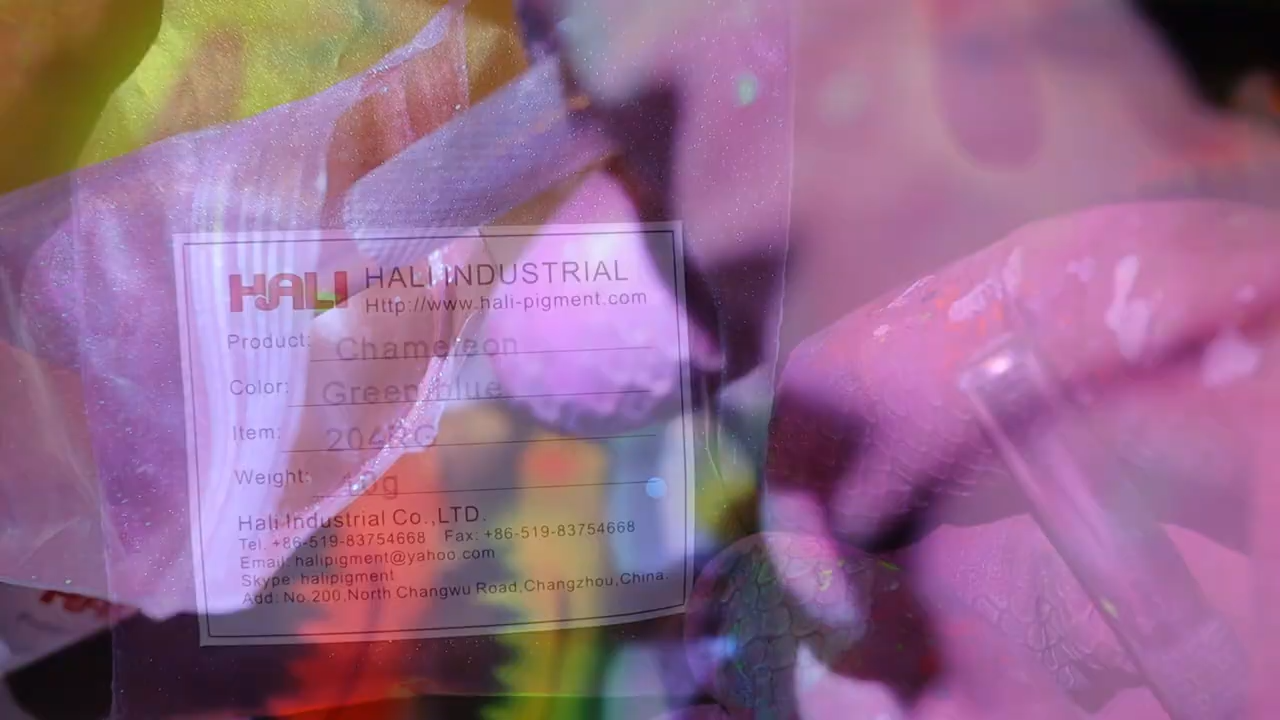 HALI HALI INDUSTRIAL
Http://www.hali-pigment.com
Product: Chameleon
Color: Green blue
Item:
Weight: 10g
Hali Industrial Co.,LTD.
Tel. +86-519-83754668 Fax: +86-519-83754668
Email: halipigment@yahoo.com
Skype halipigment
Add: No.200,North Changwu Road,Changzhou,China.